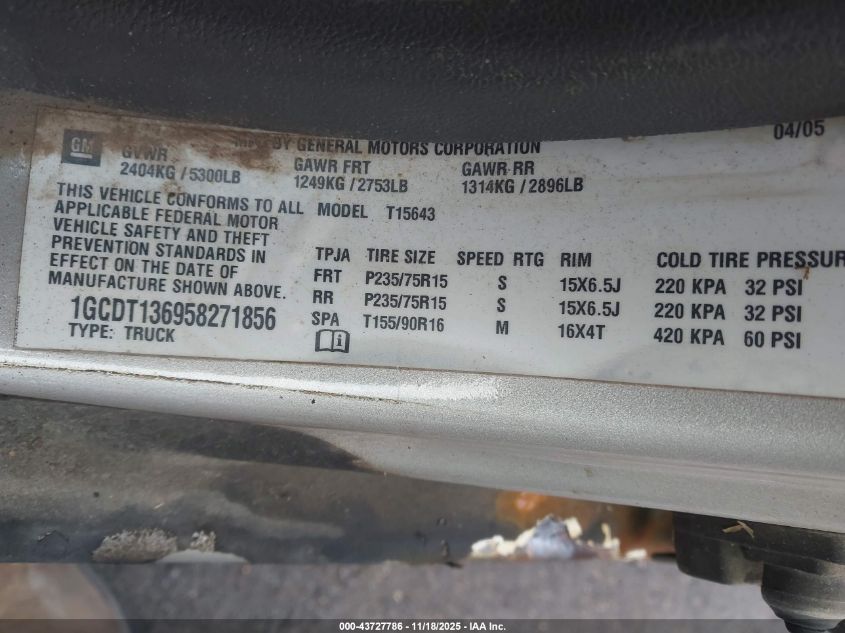 04/05
GM
BY GENERAL MOTORS CORPORATION
GVWR GAWR FRT GAWR RR
2404KG / 5300LB 1249KG / 2753LB 1314KG / 2896LB
THIS VEHICLE CONFORMS TO ALL
APPLICABLE FEDERAL MOTOR
VEHICLE SAFETY AND THEFT
PREVENTION STANDARDS IN
EFFECT ON THE DATE OF
MANUFACTURE SHOWN ABOVE.
1GCDT136958271856
TYPE: TRUCK
MODEL T15643
TPJA TIRE SIZE SPEED RTG RIM COLD TIRE PRESSUR
FRT P235/75R15 S 15X6.5J 220 KPA 32 PSI
RR P235/75R15 S 15X6.5J 220 KPA 32 PSI
SPA T155/90R16 M 16X4T 420 KPA 60 PSI
000-43727786 - 11/18/2025 - IAA Inc.